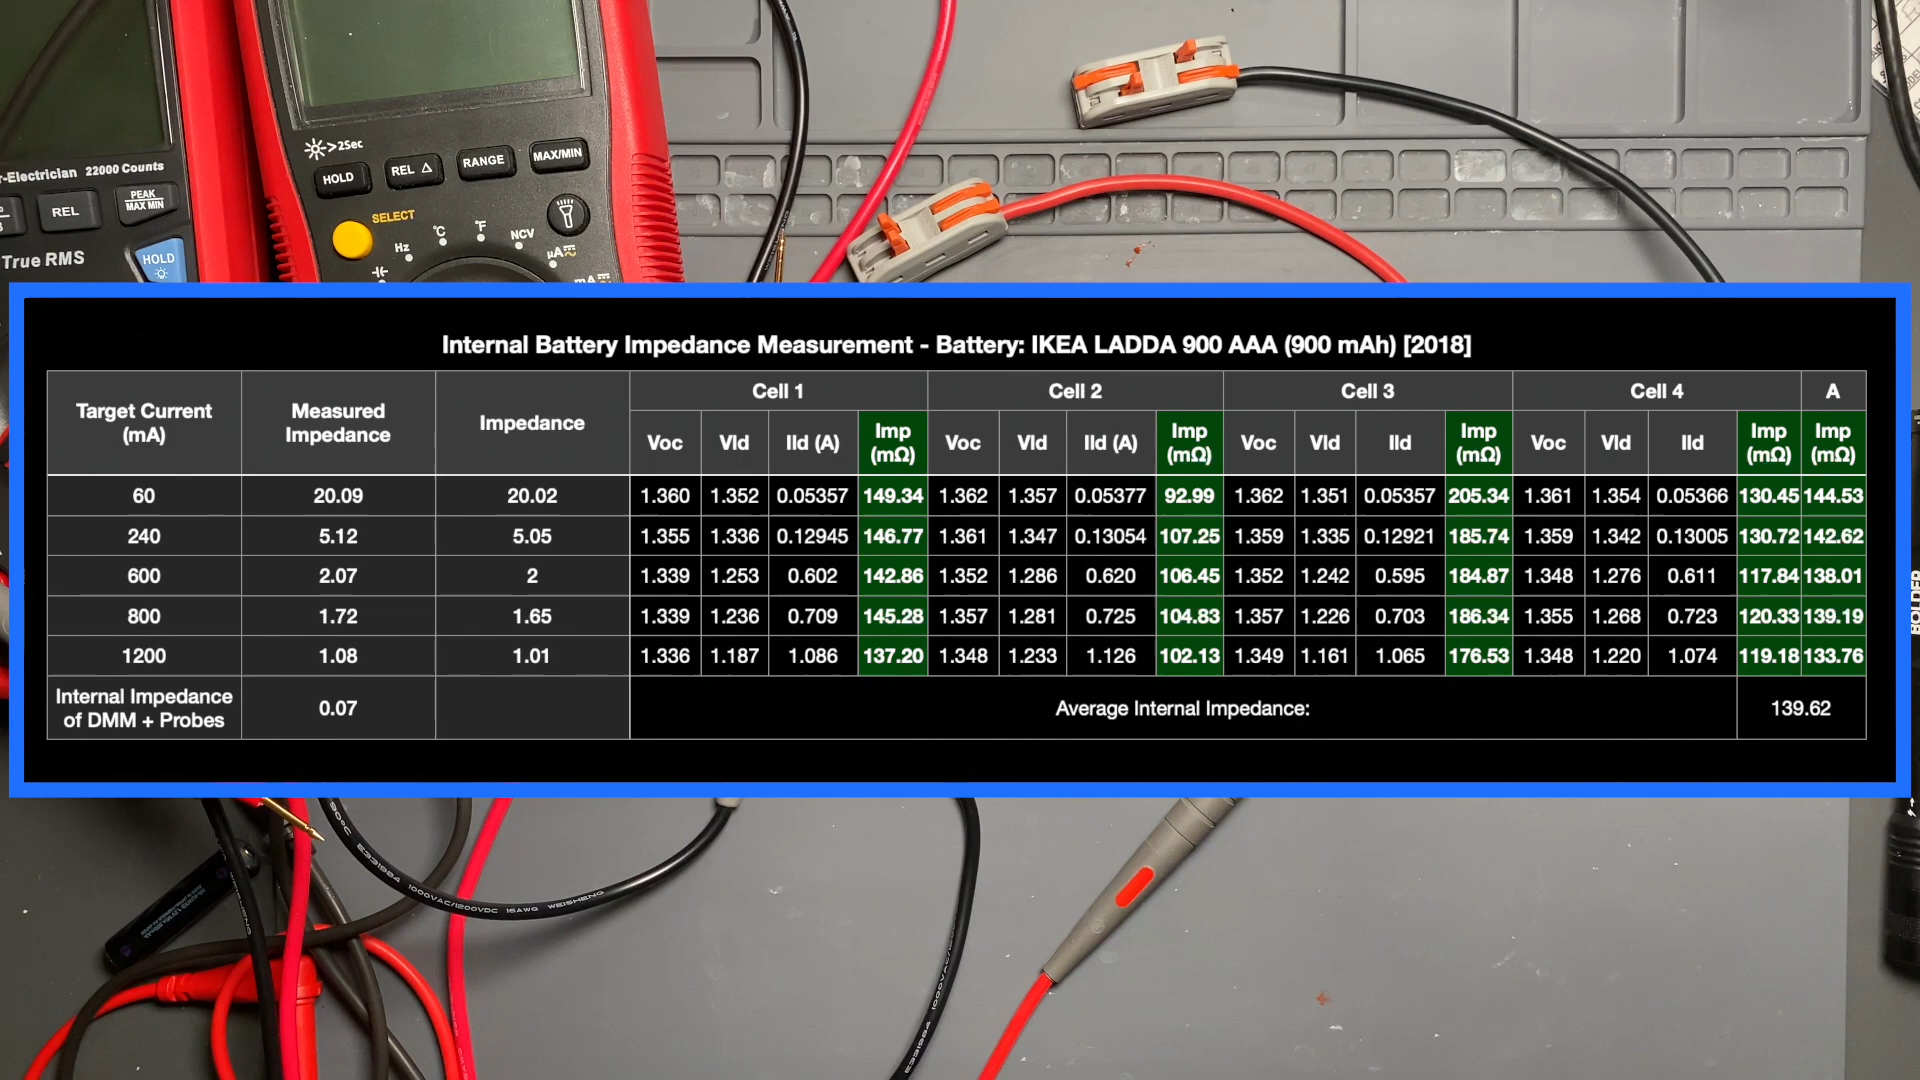 >2Sec
HOLD
REL △
RANGE
MAX/MIN
SELECT
Hz
°C
°F
NCV
µA
mA
-Electrician 22000 Counts
REL
PEAK
MAX MIN
True RMS
HOLD
Internal Battery Impedance Measurement - Battery: IKEA LADDA 900 AAA (900 mAh) [2018]
Target Current (mA) Measured Impedance Impedance Cell 1 Cell 2 Cell 3 Cell 4 A
Voc Vld Ild (A) Imp (mΩ) Voc Vld Ild (A) Imp (mΩ) Voc Vld Ild Imp (mΩ) Voc Vld Ild Imp (mΩ) Imp (mΩ)
60 20.09 20.02 1.360 1.352 0.05357 149.34 1.362 1.357 0.05377 92.99 1.362 1.351 0.05357 205.34 1.361 1.354 0.05366 130.45 144.53
240 5.12 5.05 1.355 1.336 0.12945 146.77 1.361 1.347 0.13054 107.25 1.359 1.335 0.12921 185.74 1.359 1.342 0.13005 130.72 142.62
600 2.07 2 1.339 1.253 0.602 142.86 1.352 1.286 0.620 106.45 1.352 1.242 0.595 184.87 1.348 1.276 0.611 117.84 138.01
800 1.72 1.65 1.339 1.236 0.709 145.28 1.357 1.281 0.725 104.83 1.357 1.226 0.703 186.34 1.355 1.268 0.723 120.33 139.19
1200 1.08 1.01 1.336 1.187 1.086 137.20 1.348 1.233 1.126 102.13 1.349 1.161 1.065 176.53 1.348 1.220 1.074 119.18 133.76
Internal Impedance of DMM + Probes 0.07 Average Internal Impedance: 139.62
90°C E331984 1000VAC/1200VDC 16AWG WEISHENG
WEISHENG
E331984 1000VAC/